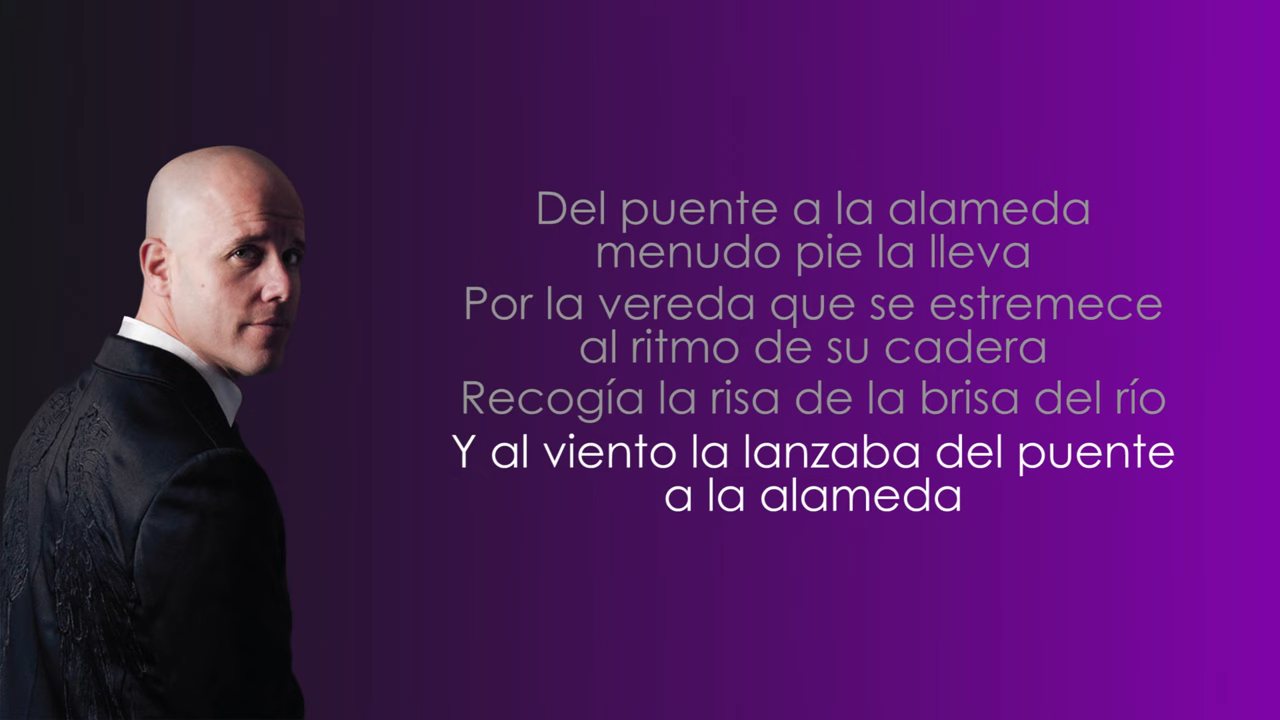 Del puente a la alameda
menudo pie la lleva
Por la vereda que se estremece
al ritmo de su cadera
Recogía la risa de la brisa del río
Y al viento la lanzaba del puente
a la alameda